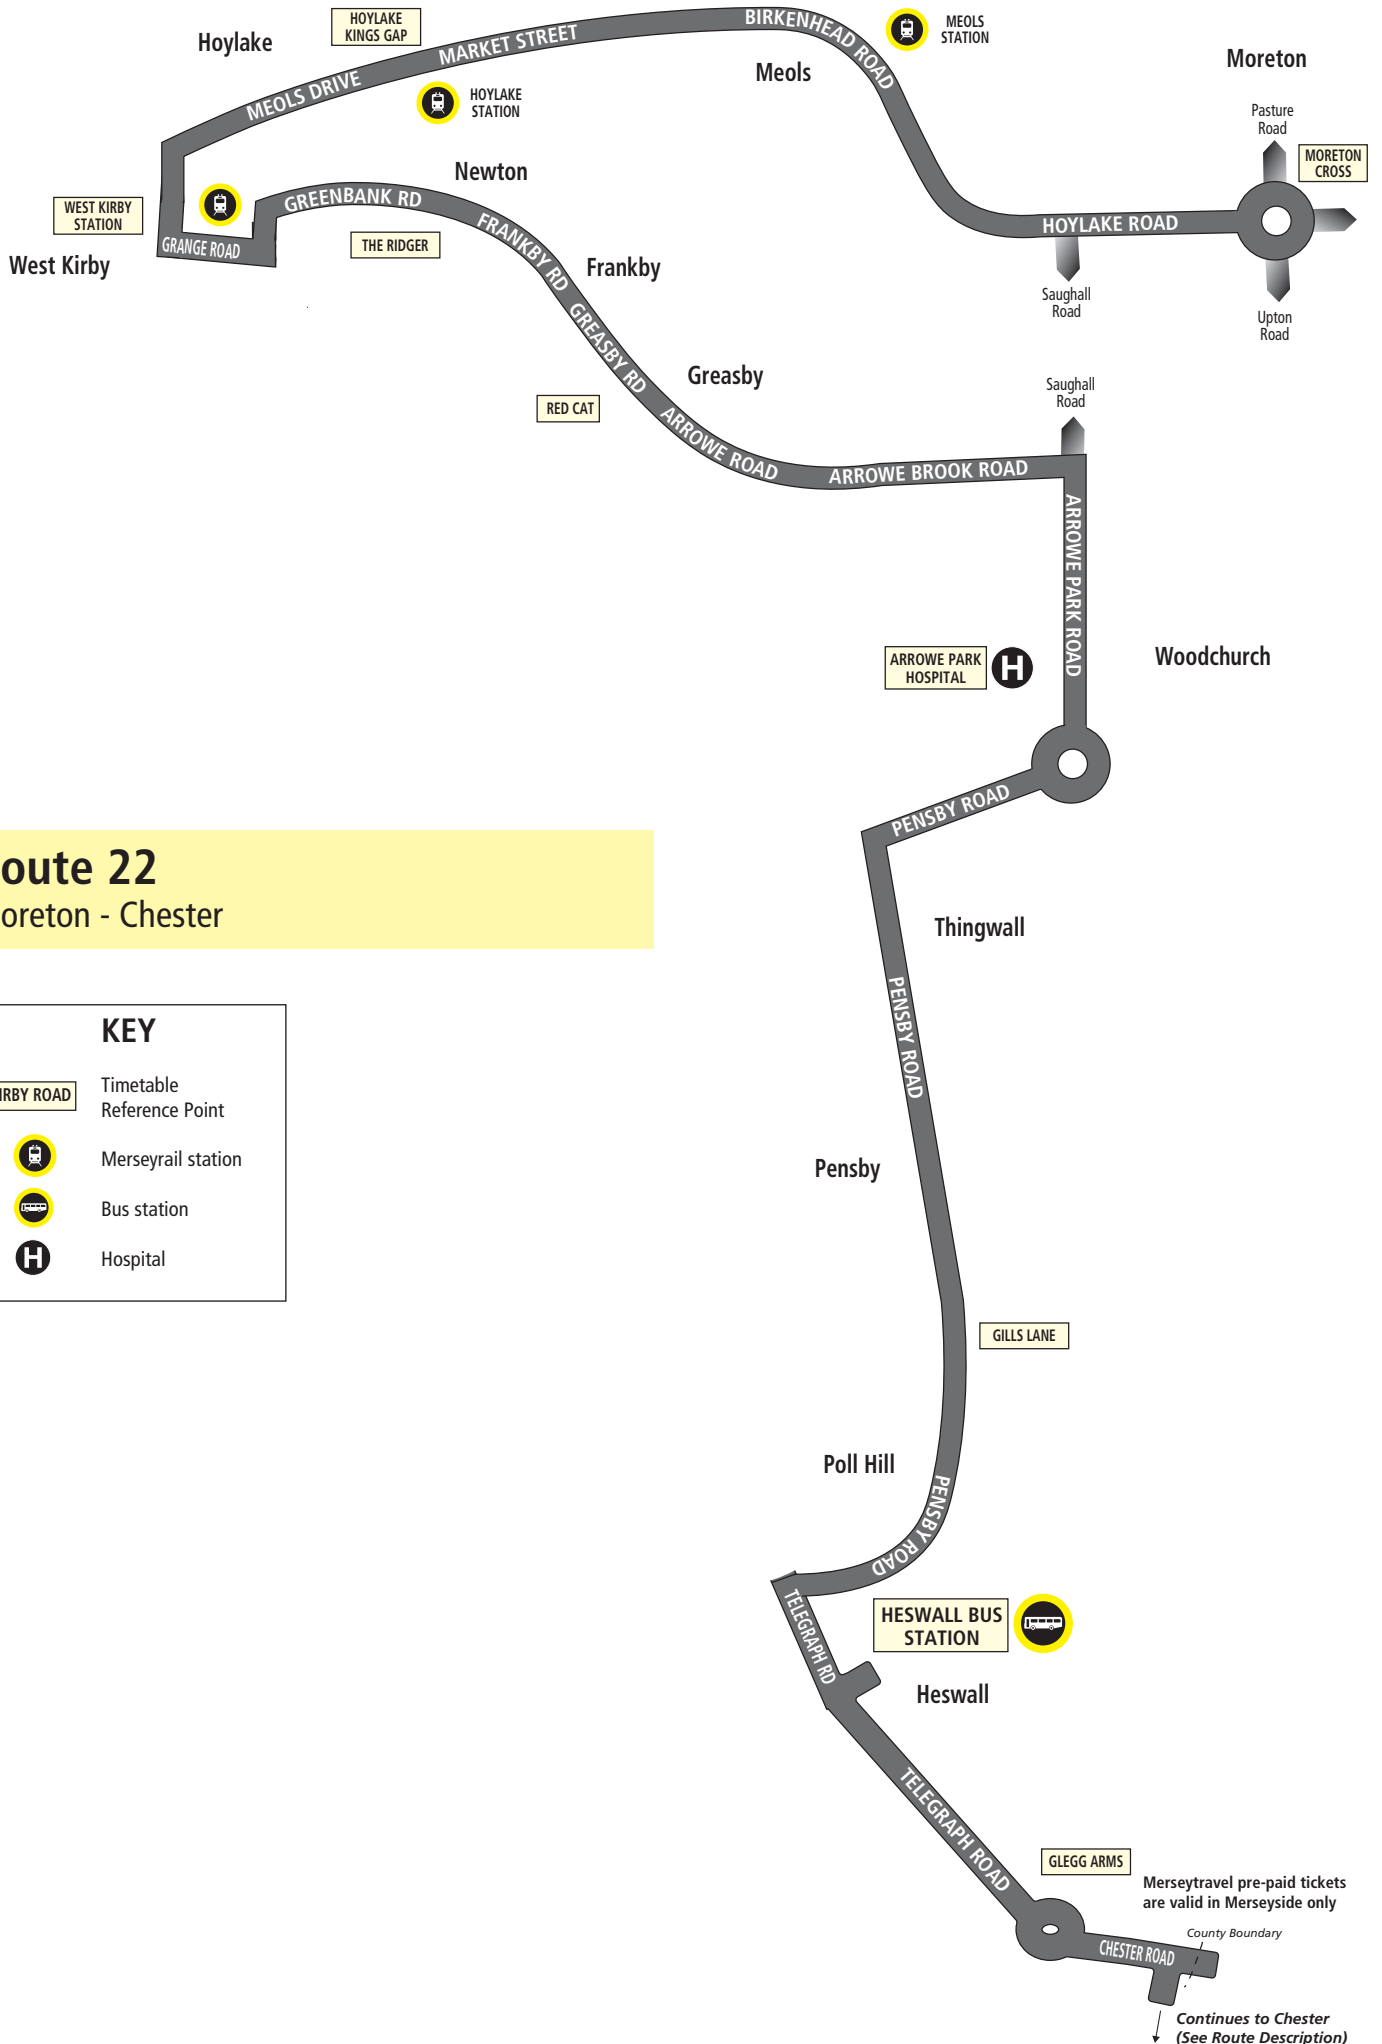 Hoylake
HOYLAKE
KINGS GAP
MEOLS DRIVE
MARKET STREET
BIRKENHEAD ROAD
MEOLS
STATION
Meols
HOYLAKE
STATION
Moreton
Pasture
Road
MORETON
CROSS
HOYLAKE ROAD
Saughall
Road
Upton
Road
WEST KIRBY
STATION
GRANGE ROAD
West Kirby
Newton
GREENBANK RD
THE RIDGER
FRANKBY RD
Frankby
GREASBY RD
Greasby
RED CAT
ARROWE ROAD
ARROWE BROOK ROAD
Saughall
Road
ARROWE PARK ROAD
ARROWE PARK
HOSPITAL
H
Woodchurch
PENSBY ROAD
oute 22
oreton - Chester
Thingwall
PENSBY ROAD
KEY
IRBY ROAD
Timetable
Reference Point
Merseyrail station
Bus station
H
Hospital
Pensby
GILLS LANE
Poll Hill
PENSBY ROAD
TELEGRAPH RD
HESWALL BUS
STATION
Heswall
TELEGRAPH ROAD
GLEGG ARMS
Merseytravel pre-paid tickets
are valid in Merseyside only
County Boundary
CHESTER ROAD
Continues to Chester
(See Route Description)